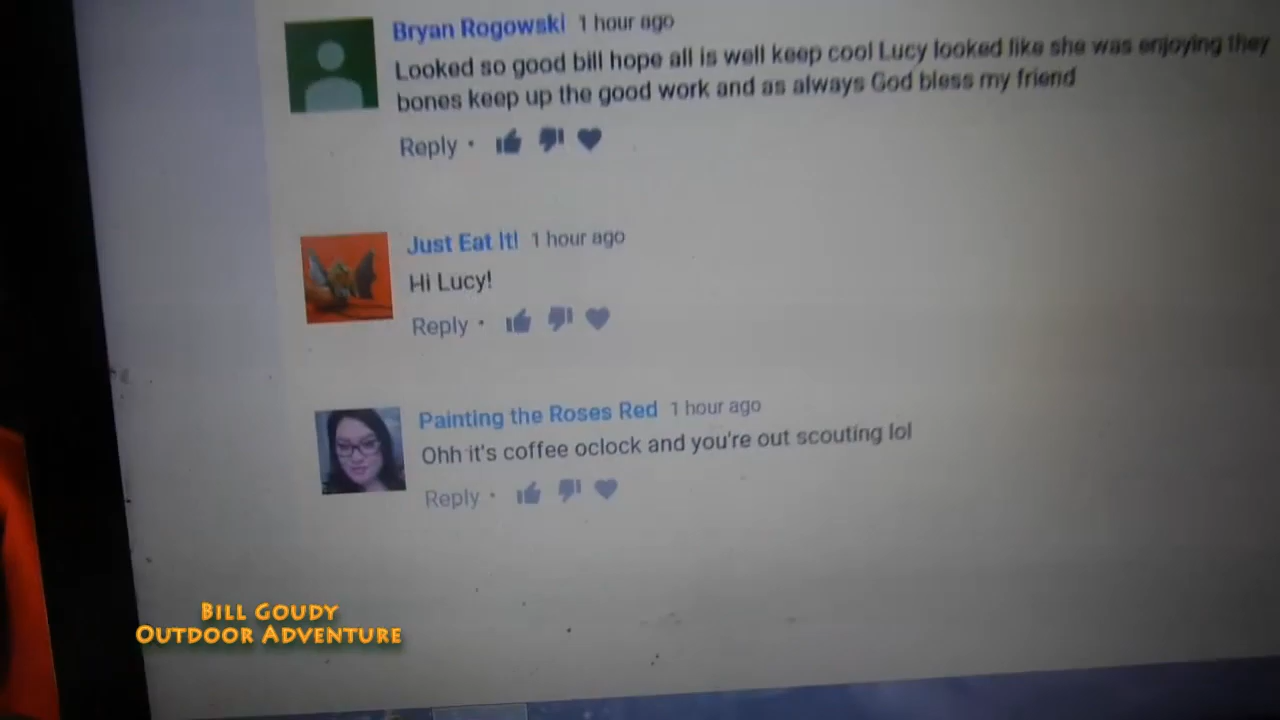 Bryan Rogowski 1 hour ago
Looked so good bill hope all is well keep cool Lucy looked like she was enjoying they
bones keep up the good work and as always God bless my friend
Reply •
Just Eat It! 1 hour ago
Hi Lucy!
Reply •
Painting the Roses Red 1 hour ago
Ohh it's coffee oclock and you're out scouting lol
Reply •
Bill Goudy
Outdoor Adventure